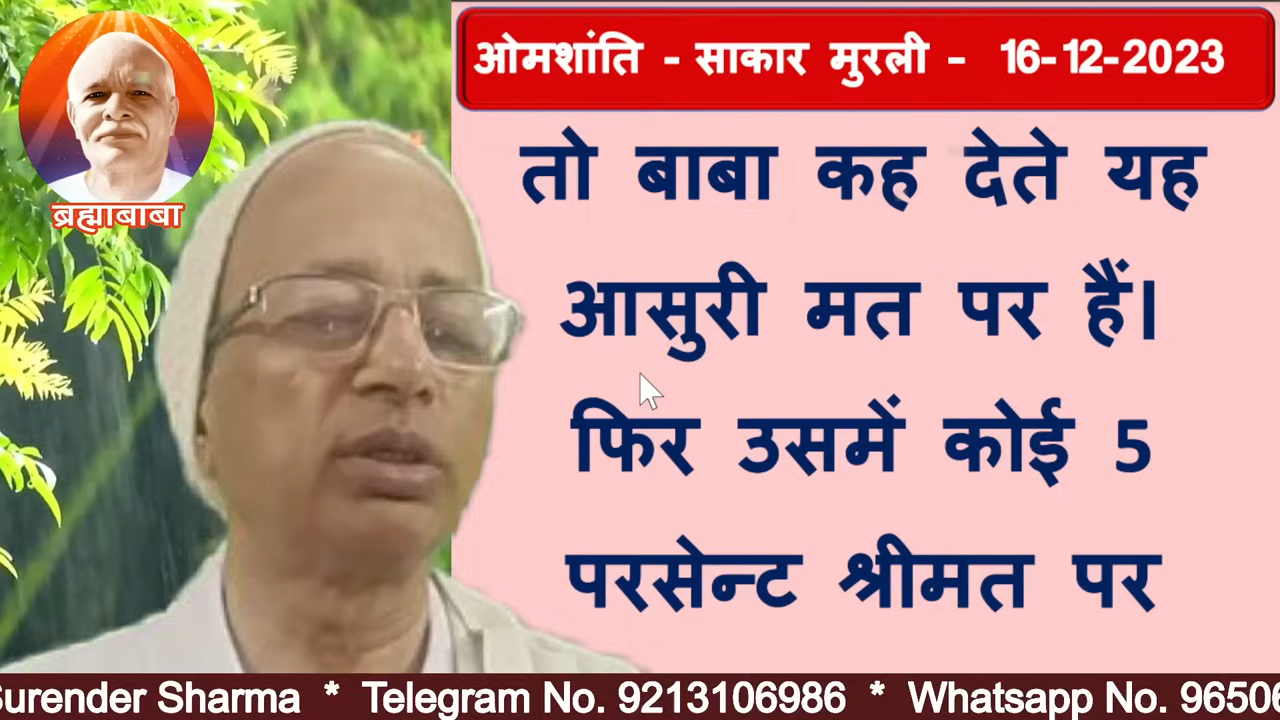 ओमशांति - साकार मुरली - 16-12-2023
ब्रह्माबाबा
तो बाबा कह देते यह
आसुरी मत पर हैं।
फिर उसमें कोई 5
परसेन्ट श्रीमत पर
Surender Sharma * Telegram No. 9213106986 * Whatsapp No. 96506